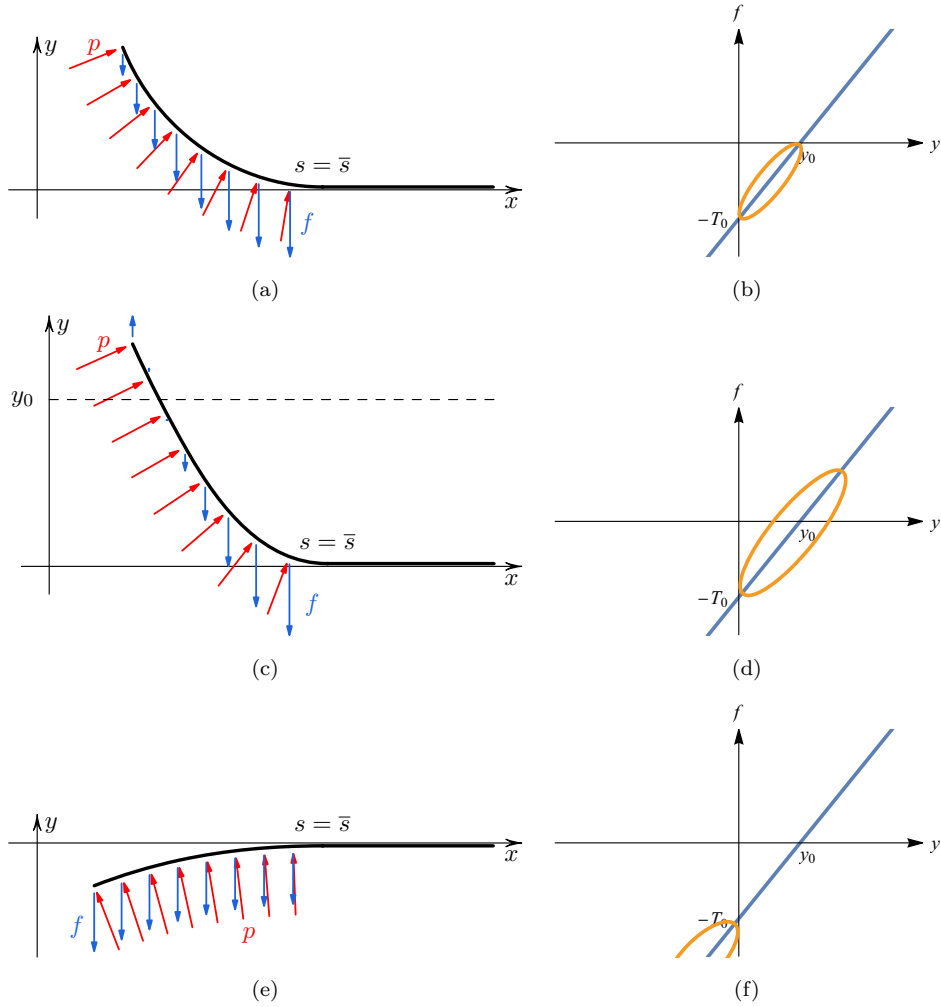 y
p
s = s̅
x
f
(a)
f
y
y₀
−T₀
(b)
y
p
y₀
s = s̅
x
f
(c)
f
y
y₀
−T₀
(d)
y
s = s̅
x
f
p
(e)
f
y
y₀
−T₀
(f)